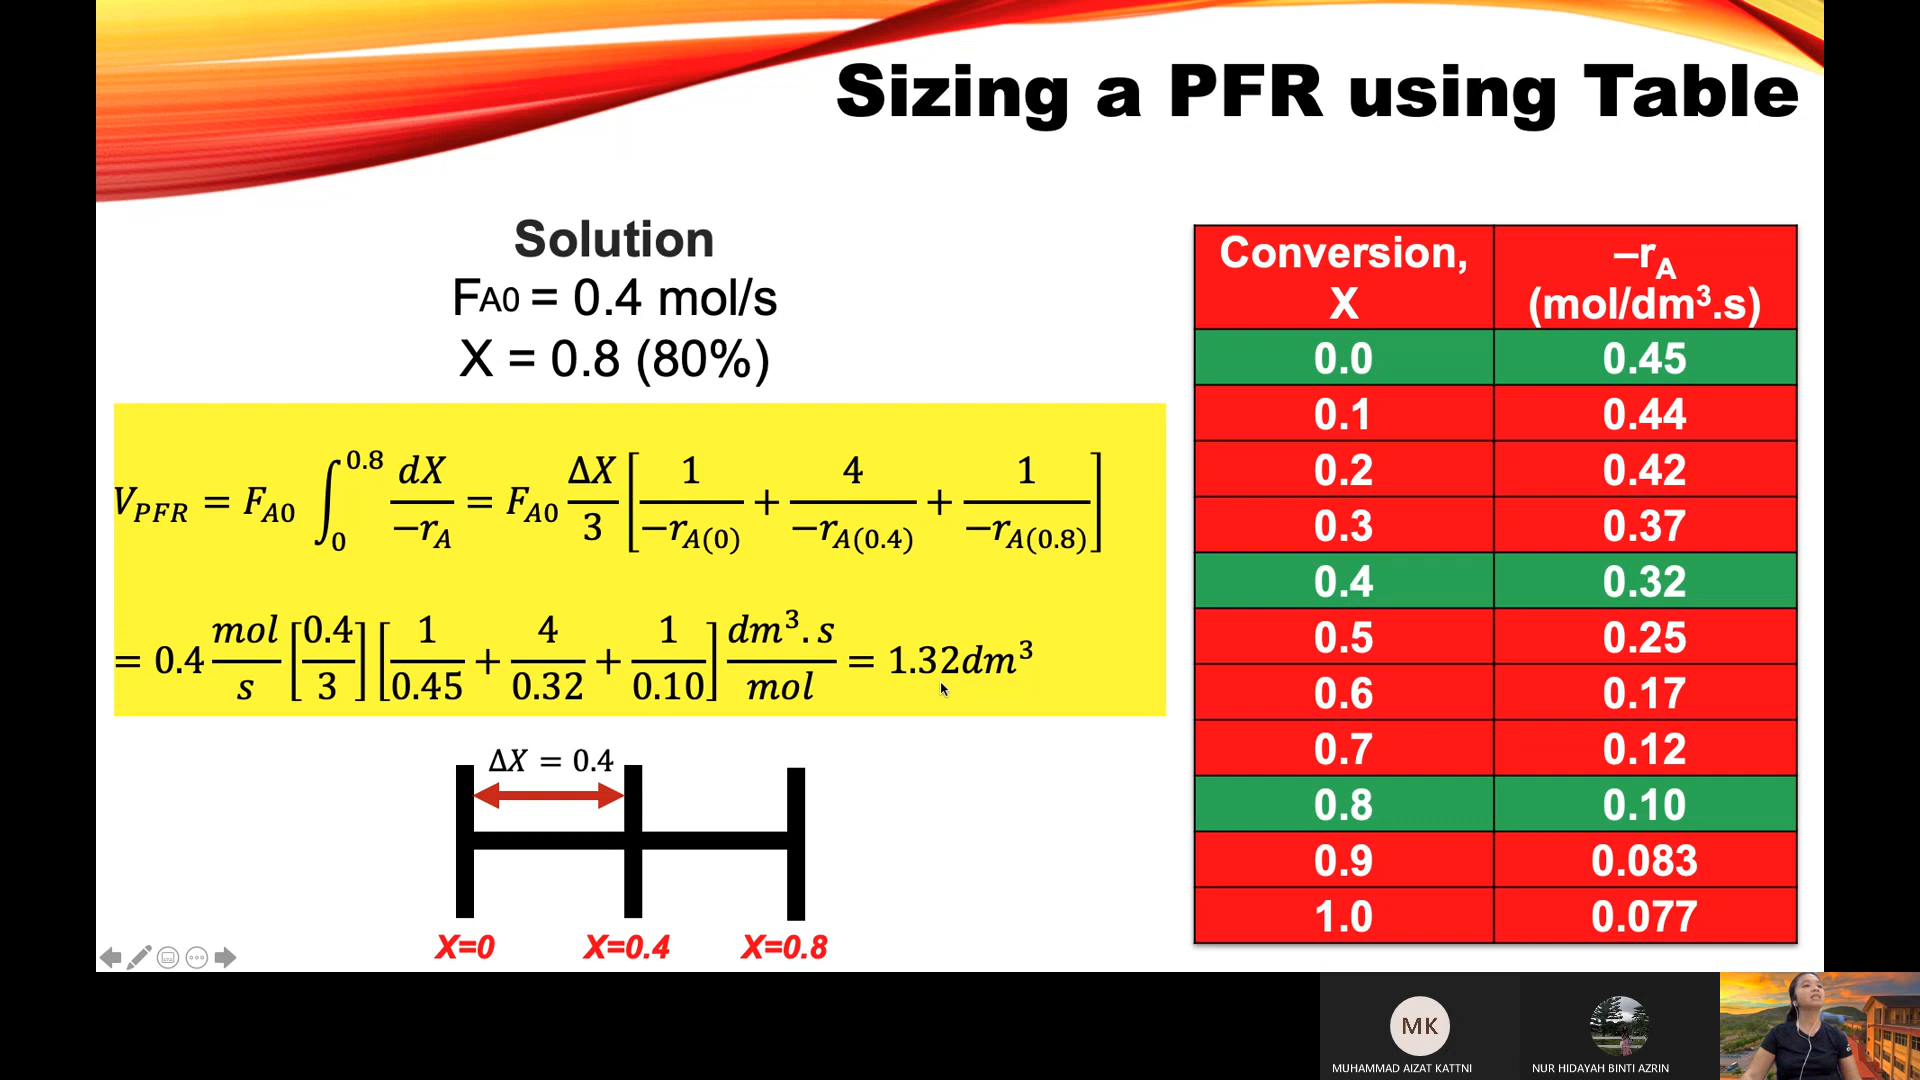 Sizing a PFR using Table
Solution
FA0 = 0.4 mol/s
X = 0.8 (80%)
V_PFR = F_A0 ∫_0^0.8 dX/−r_A = F_A0 ΔX/3 [1/−r_A(0) + 4/−r_A(0.4) + 1/−r_A(0.8)]
= 0.4 mol/s [0.4/3] [1/0.45 + 4/0.32 + 1/0.10] dm³.s/mol = 1.32dm³
ΔX = 0.4
X=0 X=0.4 X=0.8
Conversion, X –r_A (mol/dm³.s)
0.0 0.45
0.1 0.44
0.2 0.42
0.3 0.37
0.4 0.32
0.5 0.25
0.6 0.17
0.7 0.12
0.8 0.10
0.9 0.083
1.0 0.077
MK
MUHAMMAD AIZAT KATTNI
NUR HIDAYAH BINTI AZRIN